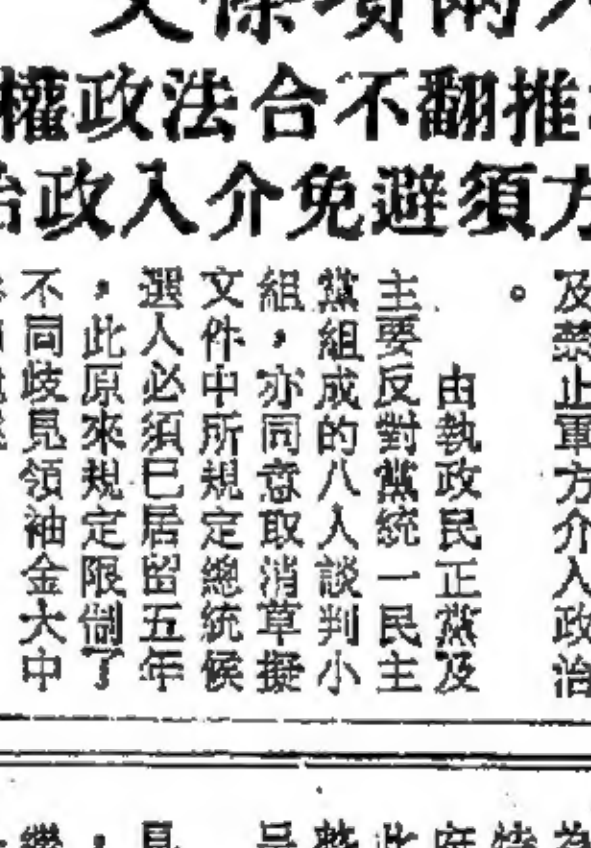 權政法合不翻推
政入介免避須方
及禁止軍方介入政治
。
由執政民正黨及
主要反對黨統一民主
黨組成的八人談判小
組，亦同意取消草擬
文件中所規定總統候
選人必須巳居留五年
，此原來規定限制了
不同歧見領袖金大中